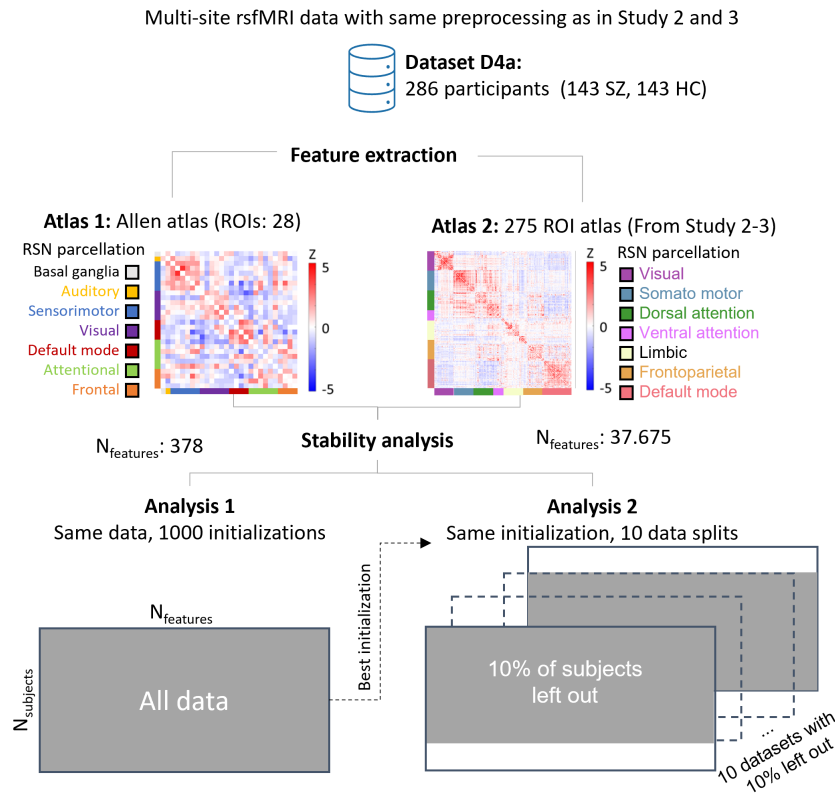 Multi-site rsfMRI data with same preprocessing as in Study 2 and 3
Dataset D4a:
286 participants (143 SZ, 143 HC)
Feature extraction
Atlas 1: Allen atlas (ROIs: 28)
RSN parcellation
Basal ganglia
Auditory
Sensorimotor
Visual
Default mode
Attentional
Frontal
Z
5
0
-5
Atlas 2: 275 ROI atlas (From Study 2-3)
Z
5
0
-5
RSN parcellation
Visual
Somato motor
Dorsal attention
Ventral attention
Limbic
Frontoparietal
Default mode
Nfeatures: 378
Stability analysis
Nfeatures: 37.675
Analysis 1
Same data, 1000 initializations
Analysis 2
Same initialization, 10 data splits
Nfeatures
Nsubjects
All data
Best initialization
10% of subjects
left out
...
10 datasets with
10% left out